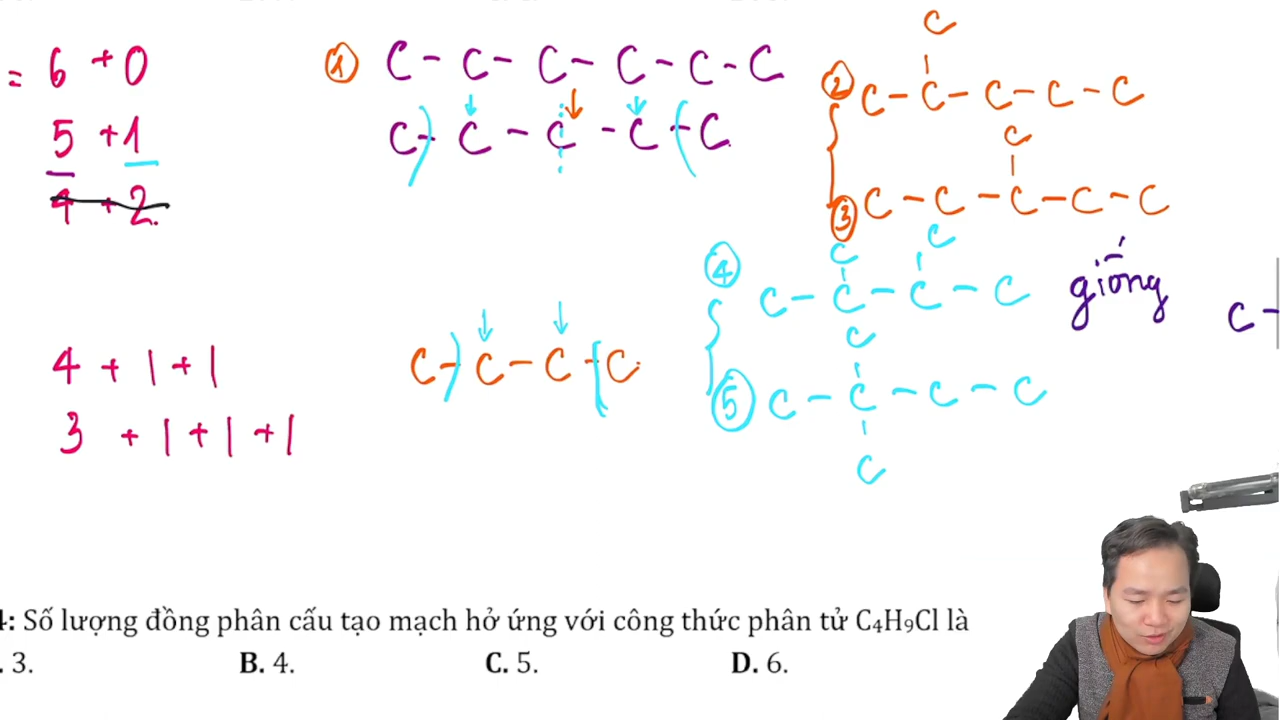 = 6 + 0
5 + 1
4 + 2
① C - C - C - C - C - C
C - C - C - C - C
C
② C - C - C - C - C
C
③ C - C - C - C - C
C C
④ C - C - C - C
giống
C -
4 + 1 + 1
C - C - C - C
C
⑤ C - C - C - C
C
3 + 1 + 1 + 1
4: Số lượng đồng phân cấu tạo mạch hở ứng với công thức phân tử C₄H₉Cl là
. 3. B. 4. C. 5. D. 6.